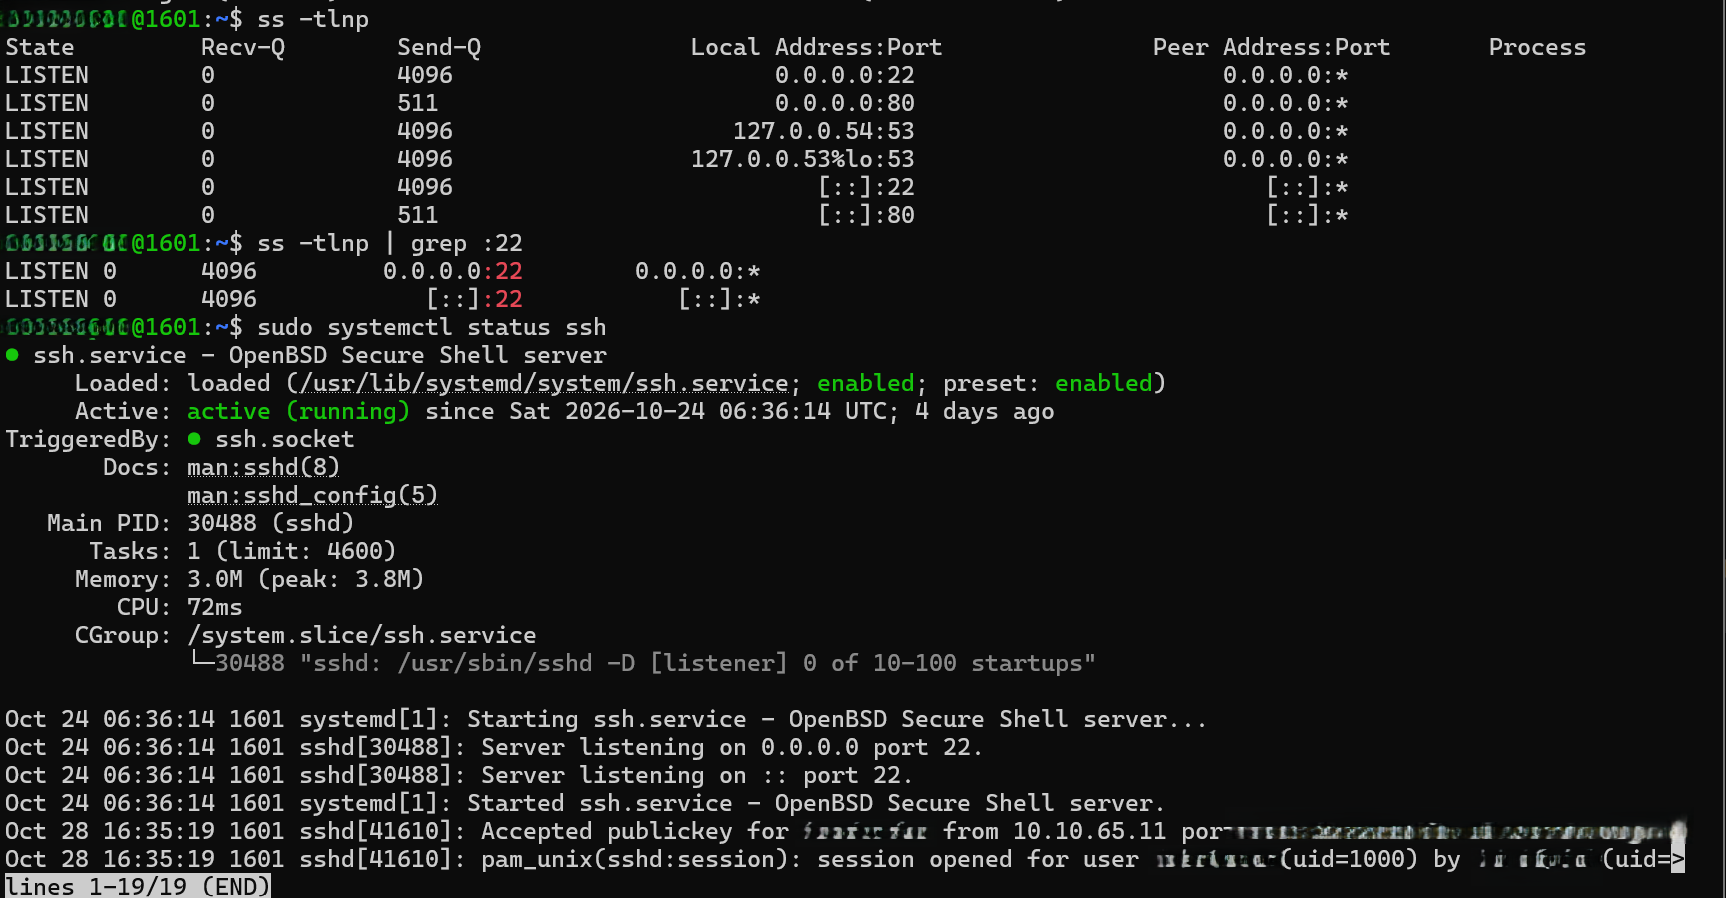 @1601:~$ ss -tlnp
State Recv-Q Send-Q Local Address:Port Peer Address:Port Process
LISTEN 0 4096 0.0.0.0:22 0.0.0.0:*
LISTEN 0 511 0.0.0.0:80 0.0.0.0:*
LISTEN 0 4096 127.0.0.54:53 0.0.0.0:*
LISTEN 0 4096 127.0.0.53%lo:53 0.0.0.0:*
LISTEN 0 4096 [::]:22 [::]:*
LISTEN 0 511 [::]:80 [::]:*
@1601:~$ ss -tlnp | grep :22
LISTEN 0 4096 0.0.0.0:22 0.0.0.0:*
LISTEN 0 4096 [::]:22 [::]:*
@1601:~$ sudo systemctl status ssh
● ssh.service - OpenBSD Secure Shell server
Loaded: loaded (/usr/lib/systemd/system/ssh.service; enabled; preset: enabled)
Active: active (running) since Sat 2026-10-24 06:36:14 UTC; 4 days ago
TriggeredBy: ● ssh.socket
Docs: man:sshd(8)
man:sshd_config(5)
Main PID: 30488 (sshd)
Tasks: 1 (limit: 4600)
Memory: 3.0M (peak: 3.8M)
CPU: 72ms
CGroup: /system.slice/ssh.service
└─30488 "sshd: /usr/sbin/sshd -D [listener] 0 of 10-100 startups"
Oct 24 06:36:14 1601 systemd[1]: Starting ssh.service - OpenBSD Secure Shell server...
Oct 24 06:36:14 1601 sshd[30488]: Server listening on 0.0.0.0 port 22.
Oct 24 06:36:14 1601 sshd[30488]: Server listening on :: port 22.
Oct 24 06:36:14 1601 systemd[1]: Started ssh.service - OpenBSD Secure Shell server.
Oct 28 16:35:19 1601 sshd[41610]: Accepted publickey for from 10.10.65.11 por
Oct 28 16:35:19 1601 sshd[41610]: pam_unix(sshd:session): session opened for user (uid=1000) by (uid=>
lines 1-19/19 (END)